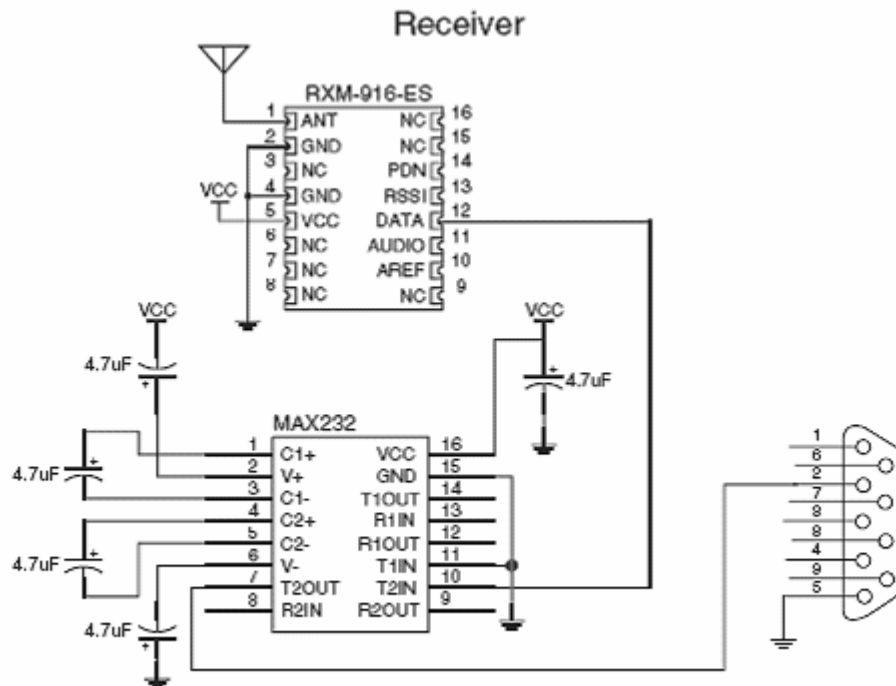 Receiver
RXM-916-ES
1 ANT NC 16
2 GND NC 15
3 NC PDN 14
4 GND RSSI 13
VCC
5 VCC DATA 12
6 NC AUDIO 11
7 NC AREF 10
8 NC NC 9
VCC
4.7uF
+
VCC
+
4.7uF
MAX232
1 C1+ VCC 16
2 V+ GND 15
3 C1- T1OUT 14
4 C2+ R1IN 13
5 C2- R1OUT 12
6 V- T1IN 11
7 T2OUT T2IN 10
8 R2IN R2OUT 9
4.7uF
+
4.7uF
+
4.7uF
+
1
6
2
7
8
4
9
5